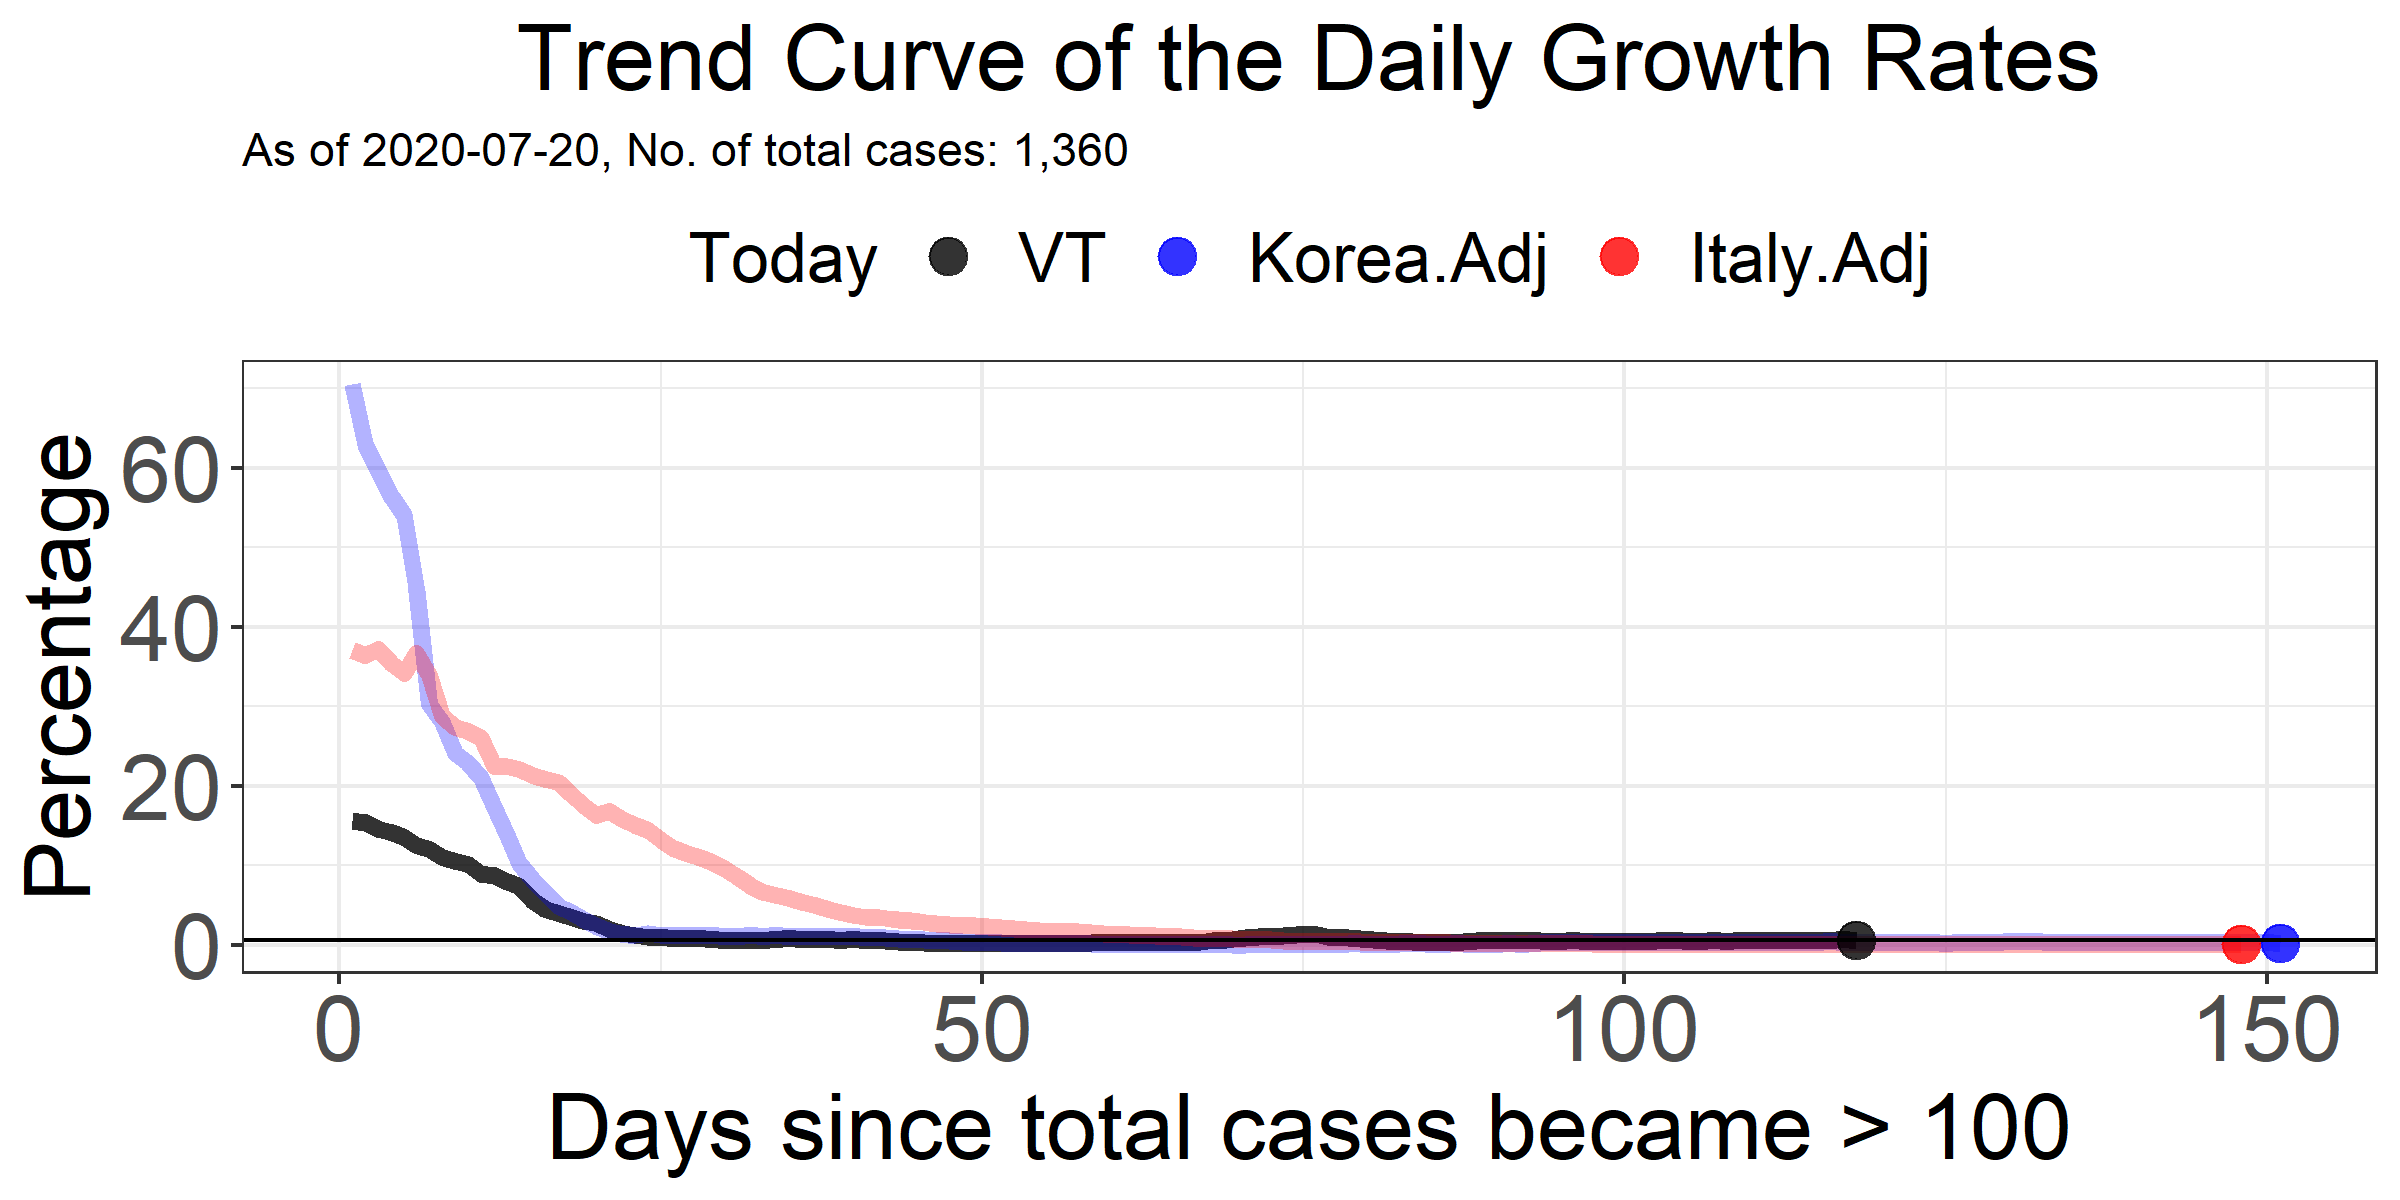 Trend Curve of the Daily Growth Rates
As of 2020-07-20, No. of total cases: 1,360
Today VT Korea.Adj Italy.Adj
Percentage
60
40
20
0
0 50 100 150
Days since total cases became > 100